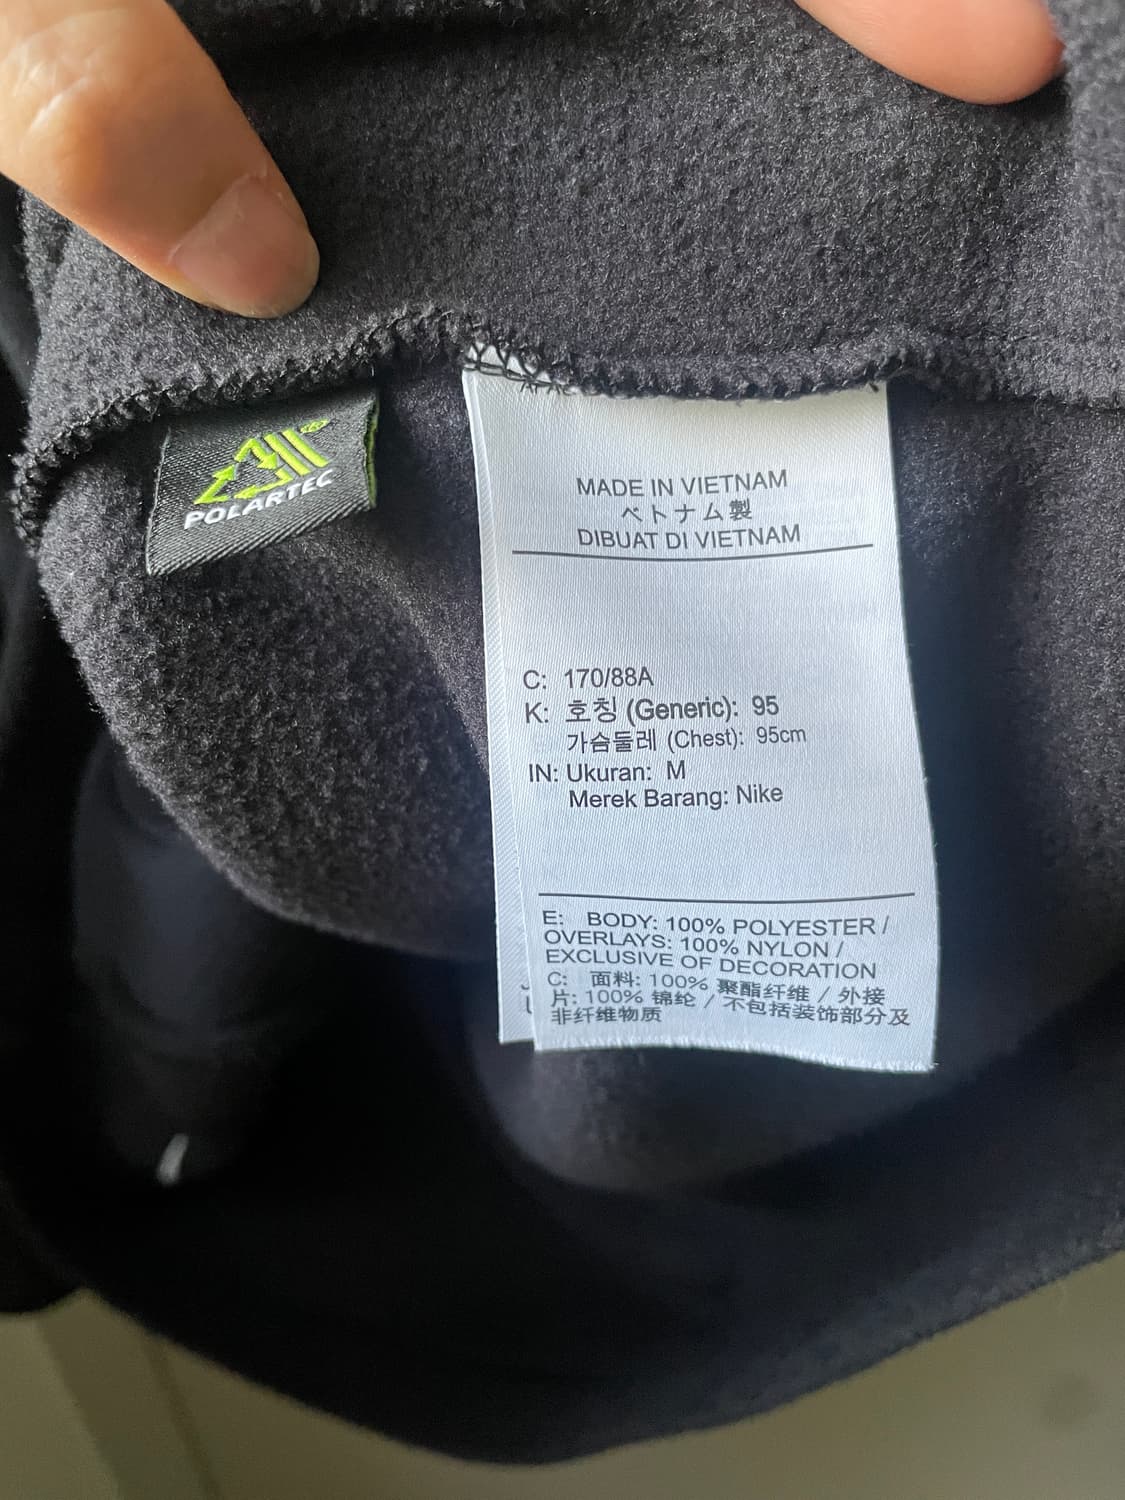 POLARTEC
MADE IN VIETNAM
ベトナム製
DIBUAT DI VIETNAM
C: 170/88A
K: 호칭 (Generic): 95
가슴둘레 (Chest): 95cm
IN: Ukuran: M
Merek Barang: Nike
E: BODY: 100% POLYESTER /
OVERLAYS: 100% NYLON /
EXCLUSIVE OF DECORATION
C: 面料: 100% 聚酯纤维 / 外接
片: 100% 锦纶 / 不包括装饰部分及
非纤维物质